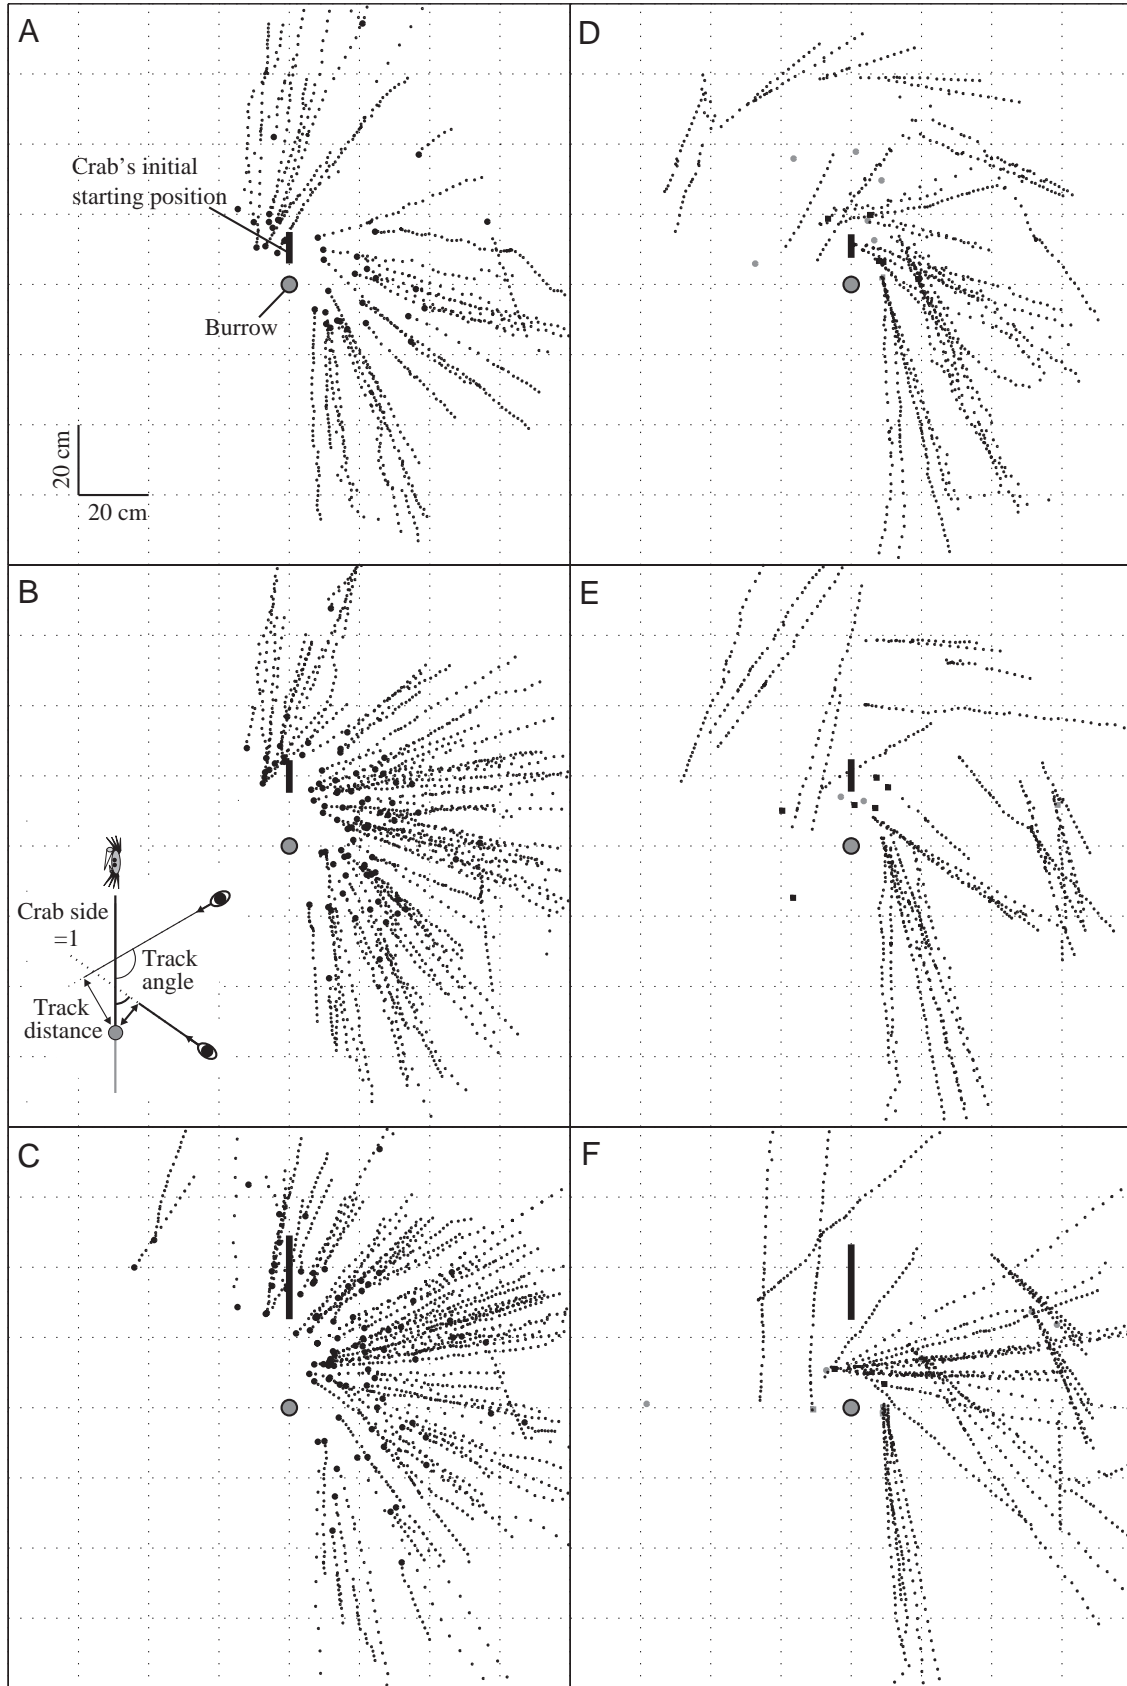 A
D
Crab's initial
starting position
Burrow
20 cm
20 cm
B
E
Crab side
=1
Track
angle
Track
distance
C
F